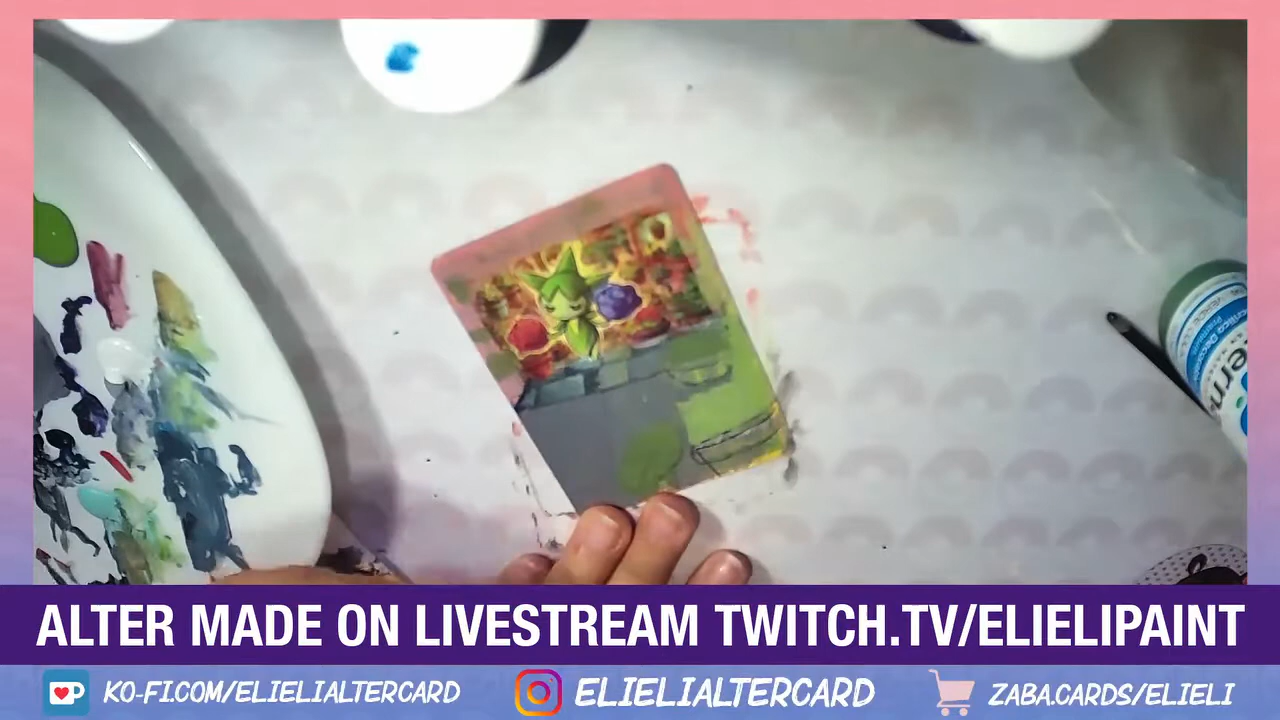 ALTER MADE ON LIVESTREAM TWITCH.TV/ELIELIPAINT
KO-FI.COM/ELIELIALTERCARD
ELIELIALTERCARD
ZABA.CARDS/ELIELI